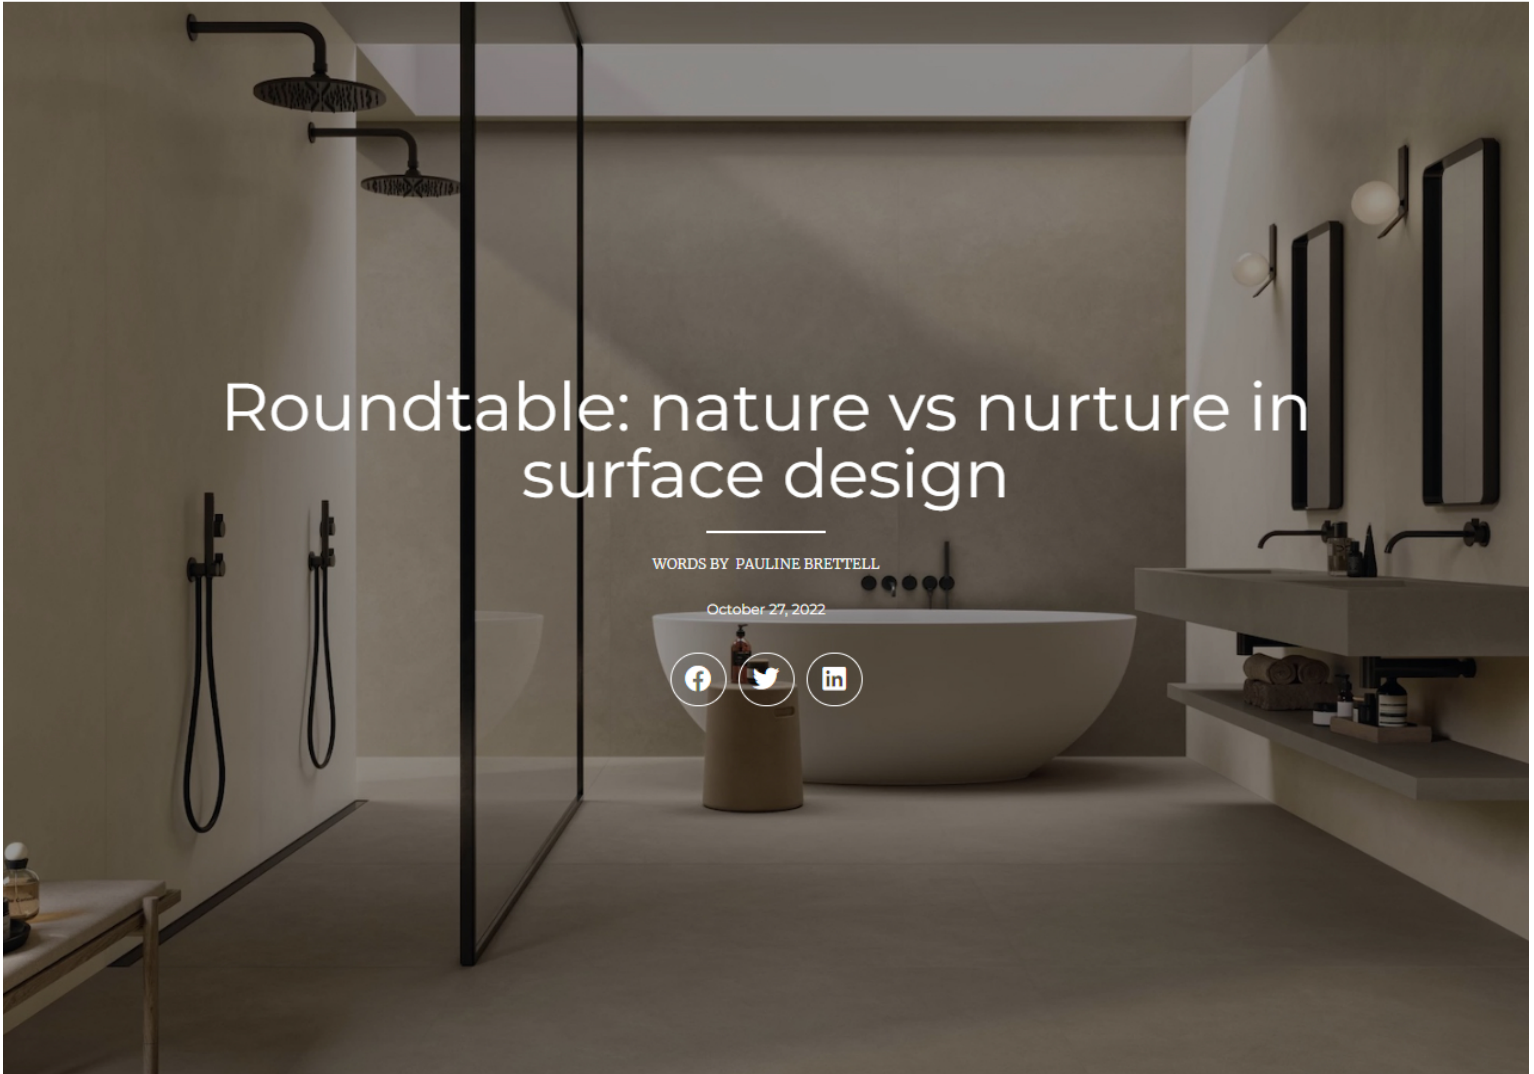 Roundtable: nature vs nurture in
surface design
WORDS BY PAULINE BRETTELL
October 27, 2022